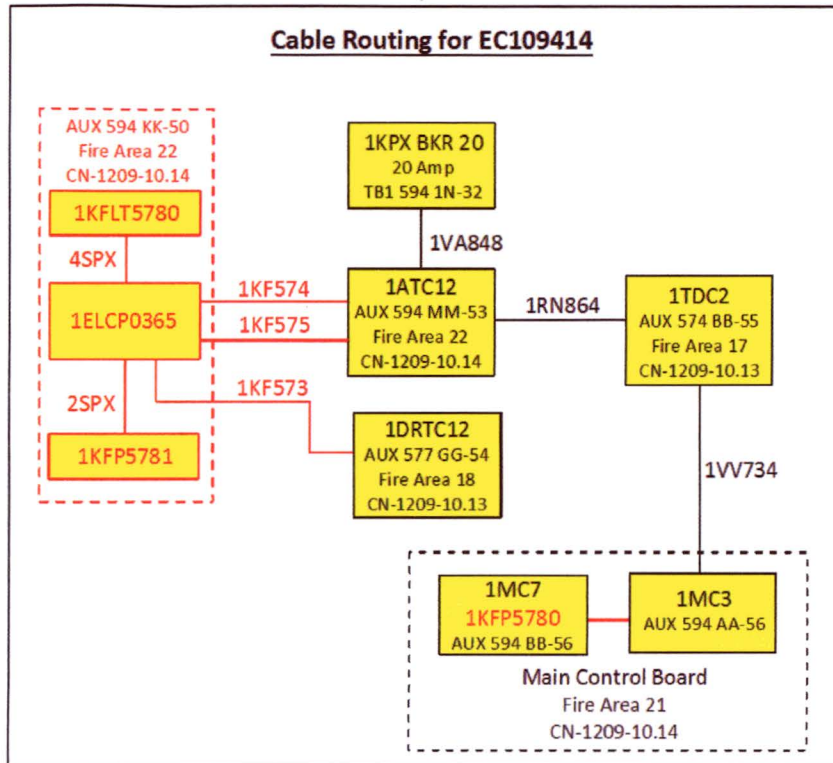 Cable Routing for EC109414
AUX 594 KK-50
Fire Area 22
CN-1209-10.14
1KFLT5780
4SPX
1ELCP0365
2SPX
1KFP5781
1KF574
1KF575
1KF573
1KPX BKR 20
20 Amp
TB1 594 1N-32
1VA848
1ATC12
AUX 594 MM-53
Fire Area 22
CN-1209-10.14
1RN864
1TDC2
AUX 574 BB-55
Fire Area 17
CN-1209-10.13
1DRTC12
AUX 577 GG-54
Fire Area 18
CN-1209-10.13
1VV734
1MC7
1KFP5780
AUX 594 BB-56
1MC3
AUX 594 AA-56
Main Control Board
Fire Area 21
CN-1209-10.14